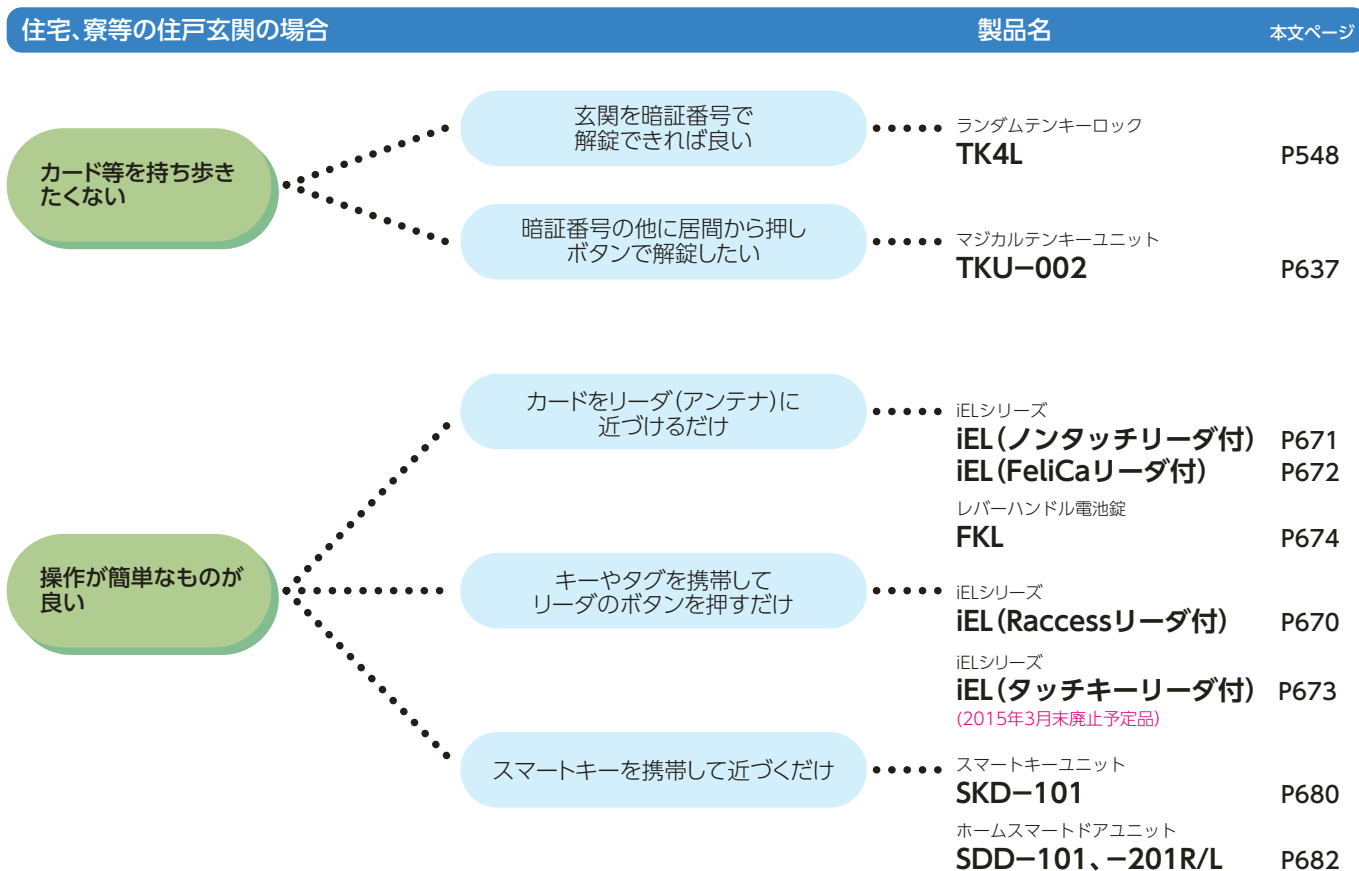 住宅、寮等の住戸玄関の場合 製品名 本文ページ
カード等を持ち歩き
たくない
玄関を暗証番号で
解錠できれば良い
ランダムテンキーロック
TK4L P548
暗証番号の他に居間から押し
ボタンで解錠したい
マジカルテンキーユニット
TKU−002 P637
操作が簡単なものが
良い
カードをリーダ(アンテナ)に
近づけるだけ
iELシリーズ
iEL(ノンタッチリーダ付) P671
iEL(FeliCaリーダ付) P672
レバーハンドル電池錠
FKL P674
キーやタグを携帯して
リーダのボタンを押すだけ
iELシリーズ
iEL(Raccessリーダ付) P670
iELシリーズ
iEL(タッチキーリーダ付) P673
(2015年3月末廃止予定品)
スマートキーを携帯して近づくだけ
スマートキーユニット
SKD−101 P680
ホームスマートドアユニット
SDD−101、−201R/L P682